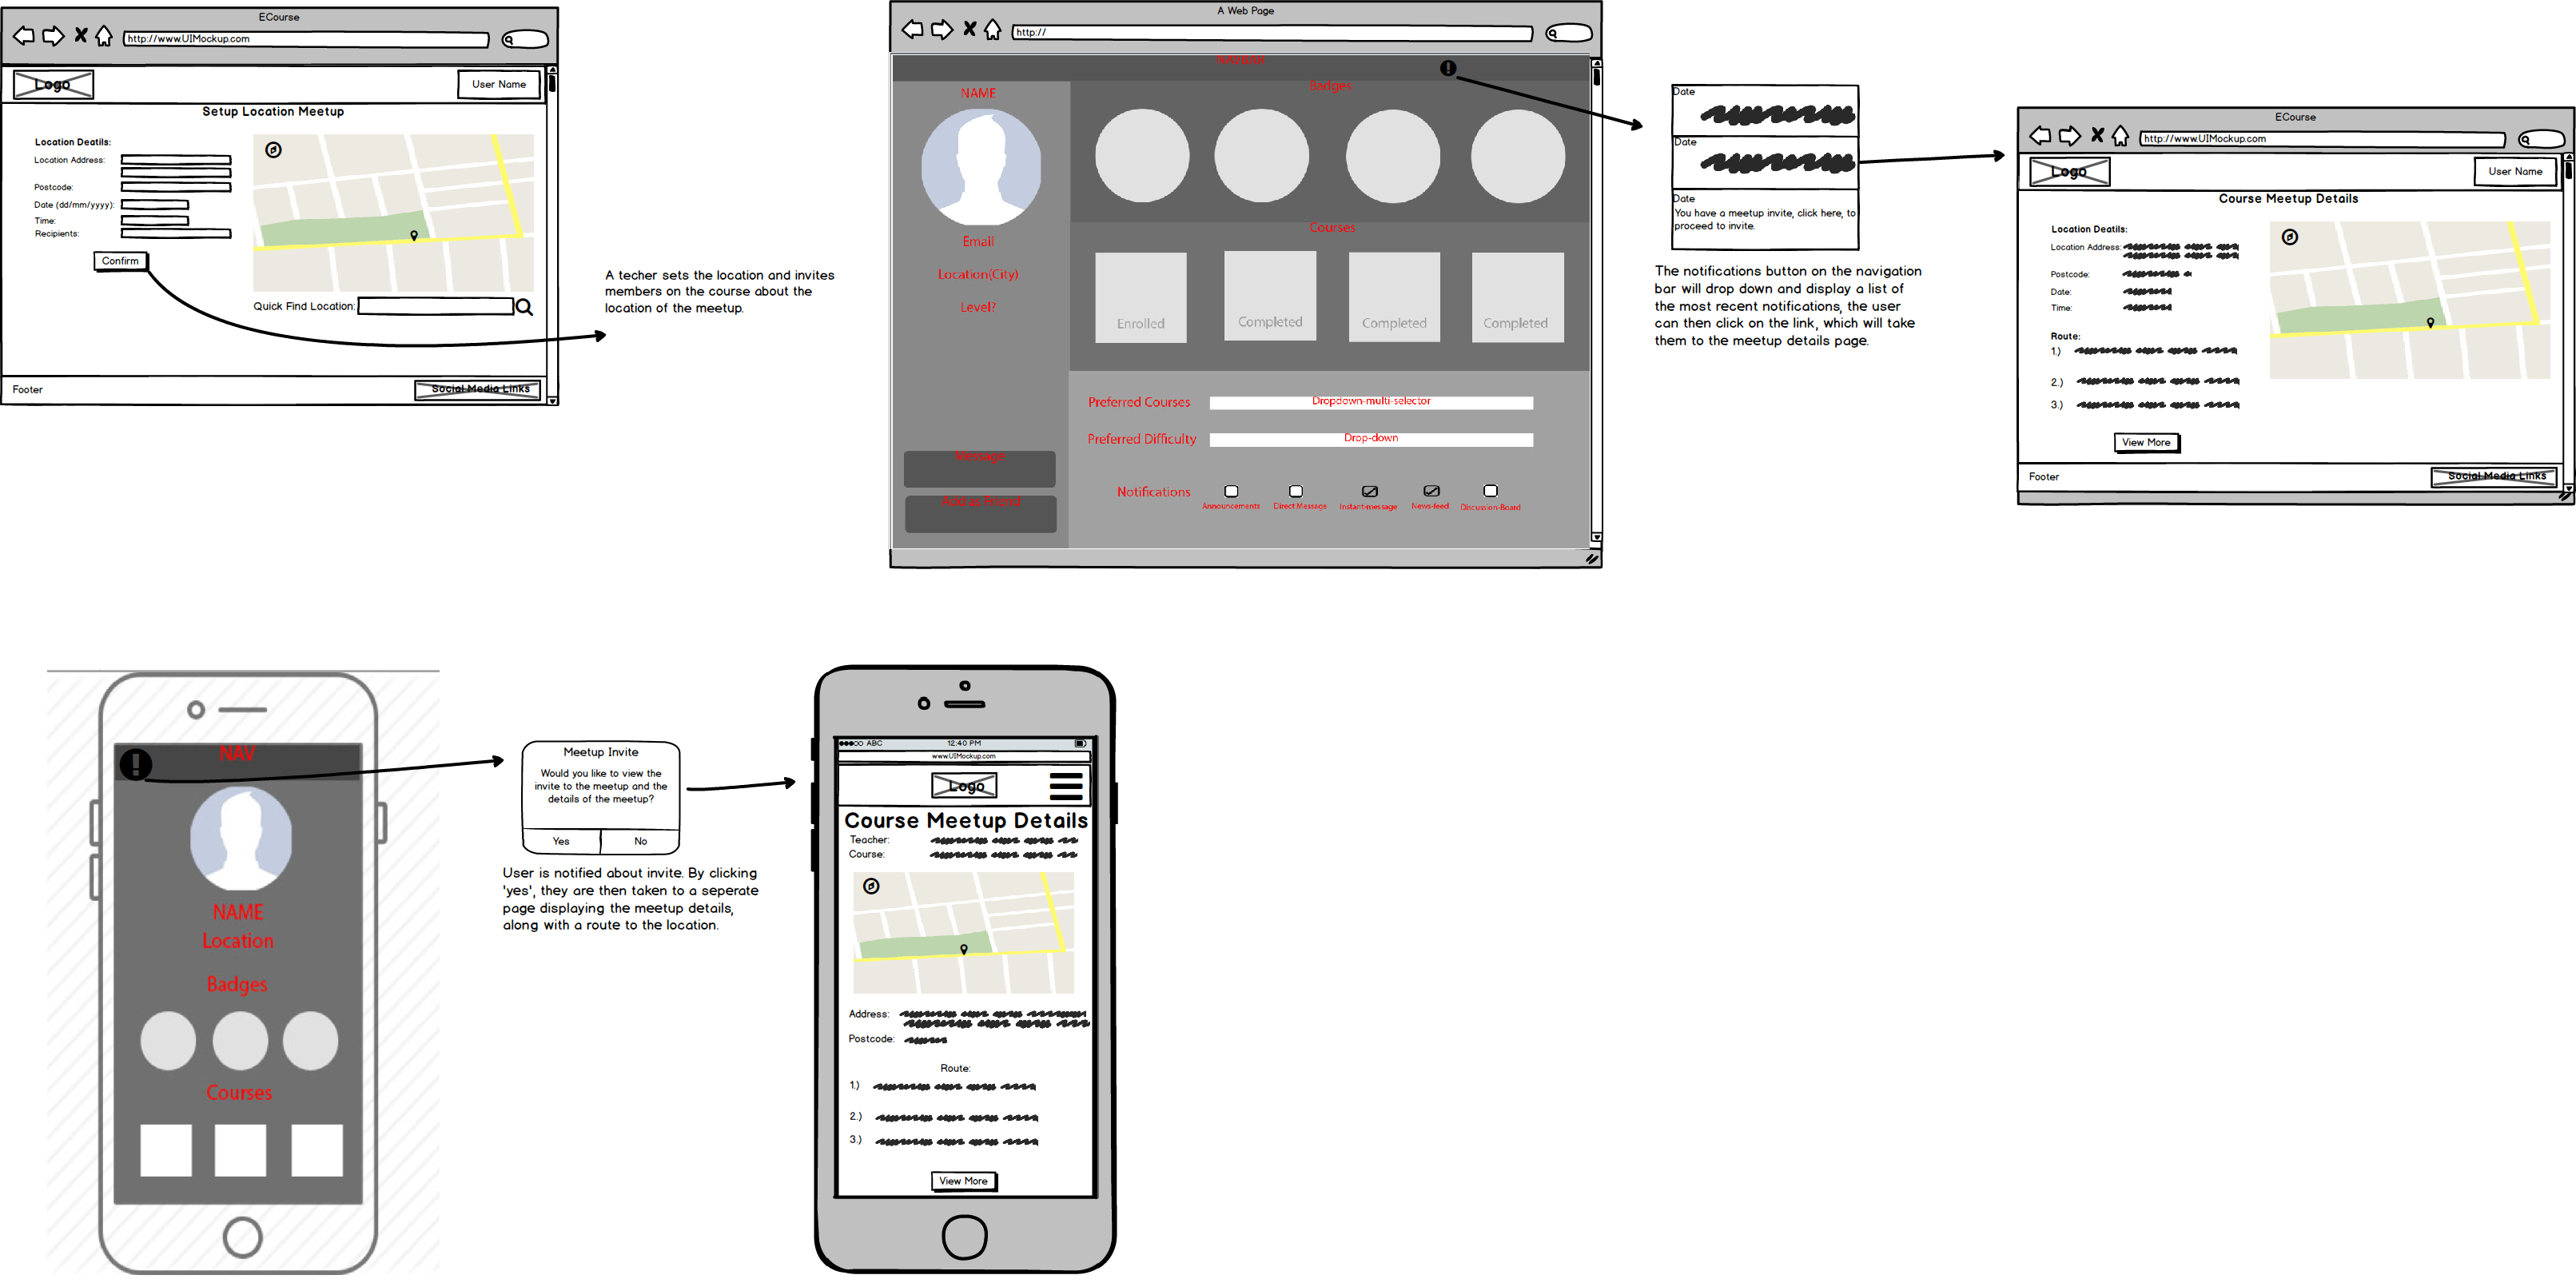 ECourse
http://www.UIMockup.com
Logo
User Name
Setup Location Meetup
Location Deatils:
Location Address:
Postcode:
Date (dd/mm/yyyy):
Time:
Recipients:
Confirm
Quick Find Location:
Footer
Social Media Links
A techer sets the location and invites
members on the course about the
location of the meetup.
A Web Page
http://
NAVBAR
NAME
Email
Location(City)
Level?
Message
Add as Friend
Badges
Courses
Enrolled
Completed
Completed
Completed
Preferred Courses
Dropdown-multi-selector
Preferred Difficulty
Drop-down
Notifications
Announcements
Direct Message
Instant-message
News-feed
Discussion-Board
Date
Date
Date
You have a meetup invite, click here, to
proceed to invite.
The notifications button on the navigation
bar will drop down and display a list of
the most recent notifications, the user
can then click on the link, which will take
them to the meetup details page.
ECourse
http://www.UIMockup.com
Logo
User Name
Course Meetup Details
Location Deatils:
Location Address:
Postcode:
Date:
Time:
Route:
1.)
2.)
3.)
View More
Footer
Social Media Links
NAV
NAME
Location
Badges
Courses
Meetup Invite
Would you like to view the
invite to the meetup and the
details of the meetup?
Yes
No
User is notified about invite. By clicking
'yes', they are then taken to a seperate
page displaying the meetup details,
along with a route to the location.
ABC
12:40 PM
www.UIMockup.com
Logo
Course Meetup Details
Teacher:
Course:
Address:
Postcode:
Route:
1.)
2.)
3.)
View More